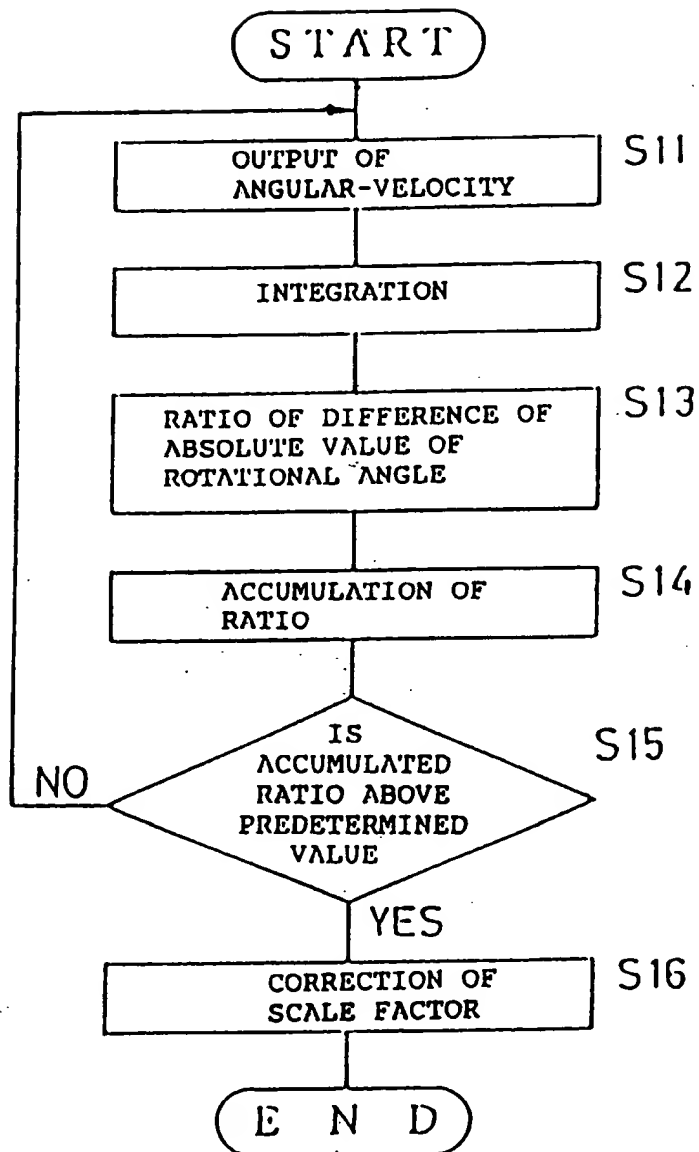 START
OUTPUT OF
ANGULAR-VELOCITY
S11
INTEGRATION
S12
RATIO OF DIFFERENCE OF
ABSOLUTE VALUE OF
ROTATIONAL ANGLE
S13
ACCUMULATION OF
RATIO
S14
IS
ACCUMULATED
RATIO ABOVE
PREDETERMINED
VALUE
S15
NO
YES
CORRECTION OF
SCALE FACTOR
S16
END